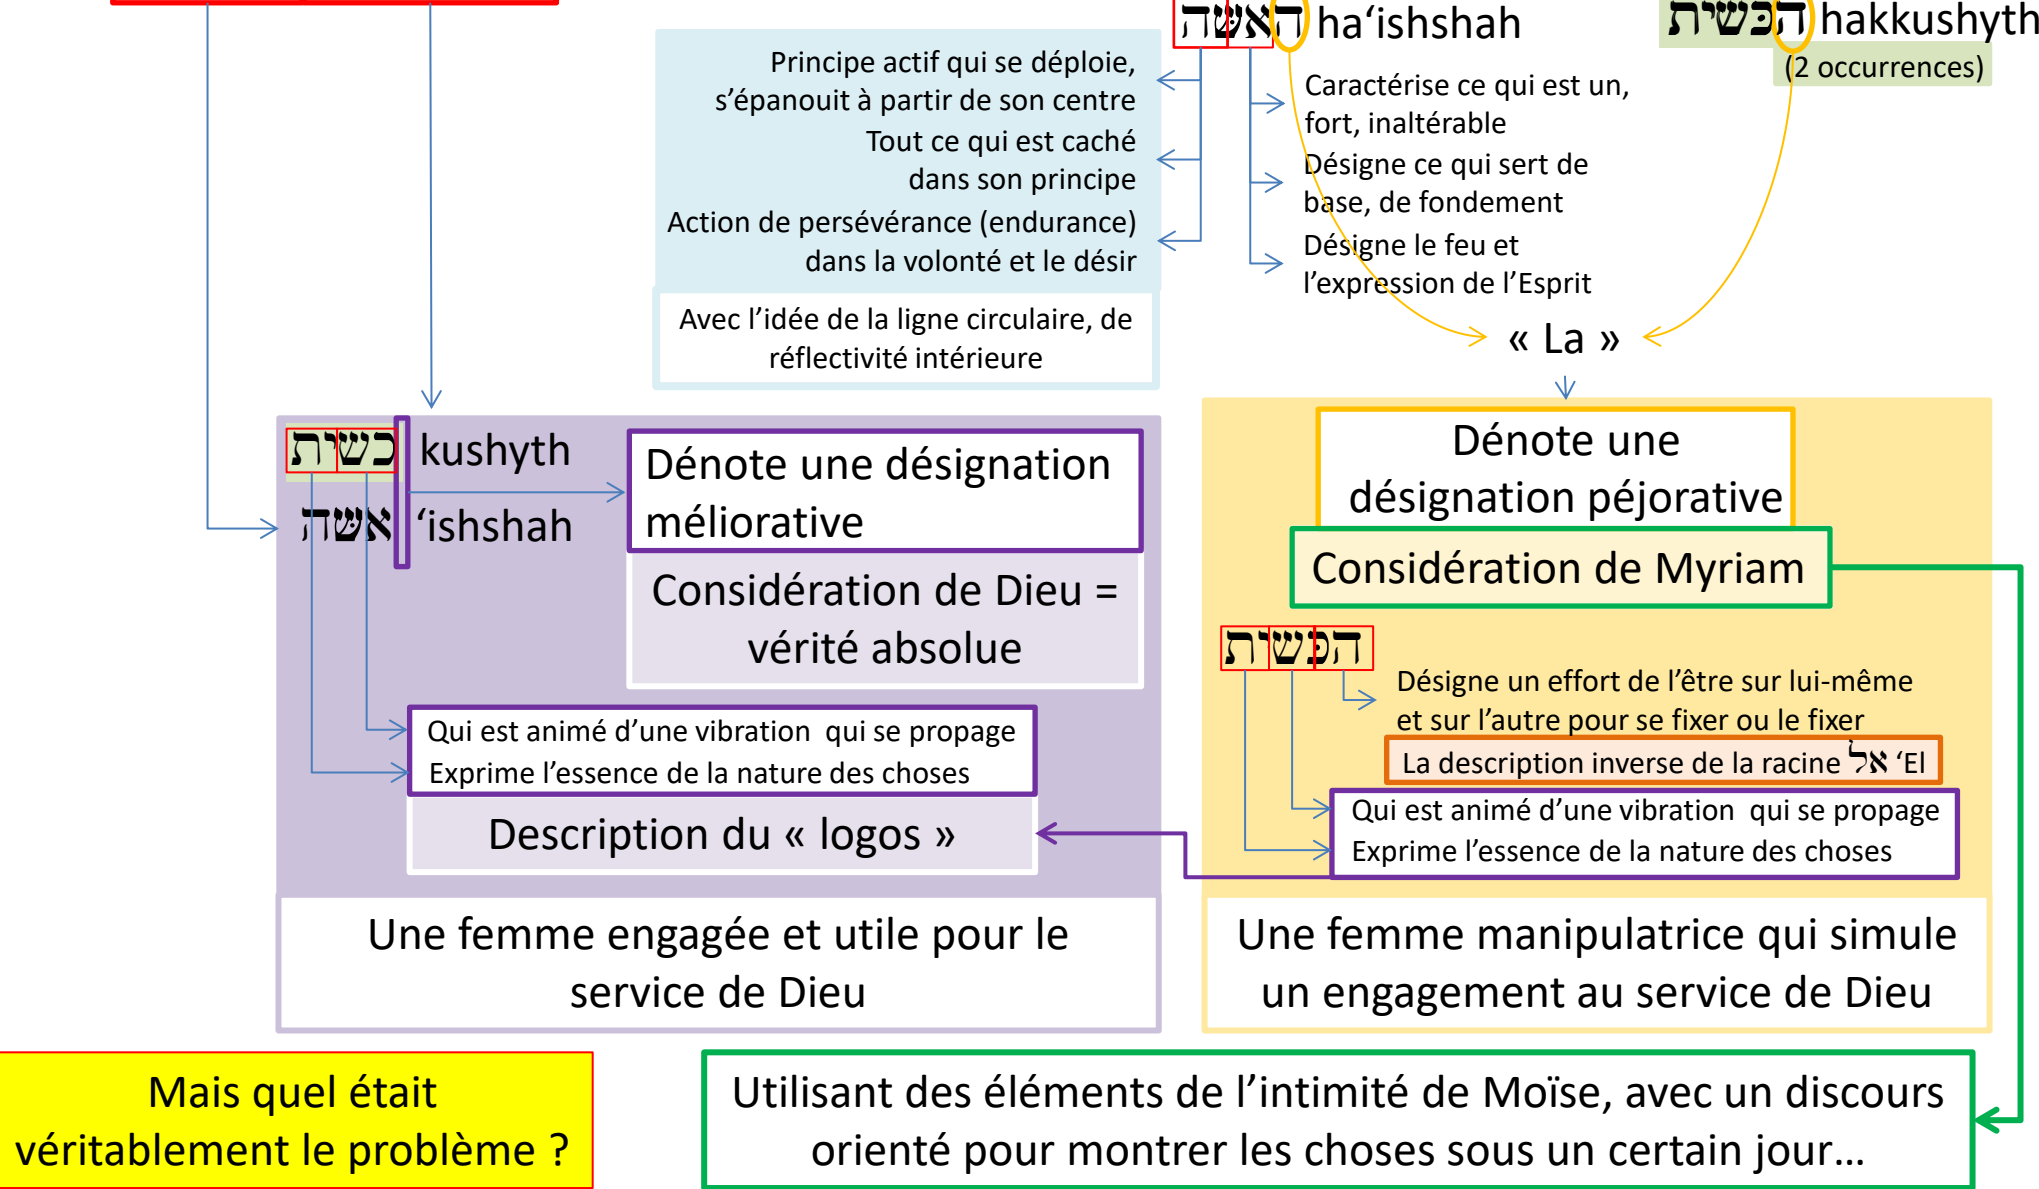 האשה ha‘ishshah
הכשית hakkushyth
(2 occurrences)
Principe actif qui se déploie,
s’épanouit à partir de son centre
Tout ce qui est caché
dans son principe
Action de persévérance (endurance)
dans la volonté et le désir
Avec l’idée de la ligne circulaire, de
réflectivité intérieure
Caractérise ce qui est un,
fort, inaltérable
Désigne ce qui sert de
base, de fondement
Désigne le feu et
l’expression de l’Esprit
« La »
כשית kushyth
אשה ‘ishshah
Dénote une désignation
méliorative
Considération de Dieu =
vérité absolue
Qui est animé d’une vibration qui se propage
Exprime l’essence de la nature des choses
Description du « logos »
Une femme engagée et utile pour le
service de Dieu
Dénote une
désignation péjorative
Considération de Myriam
הכשית
Désigne un effort de l’être sur lui-même
et sur l’autre pour se fixer ou le fixer
La description inverse de la racine אל ‘El
Qui est animé d’une vibration qui se propage
Exprime l’essence de la nature des choses
Une femme manipulatrice qui simule
un engagement au service de Dieu
Mais quel était
véritablement le problème ?
Utilisant des éléments de l’intimité de Moïse, avec un discours
orienté pour montrer les choses sous un certain jour…